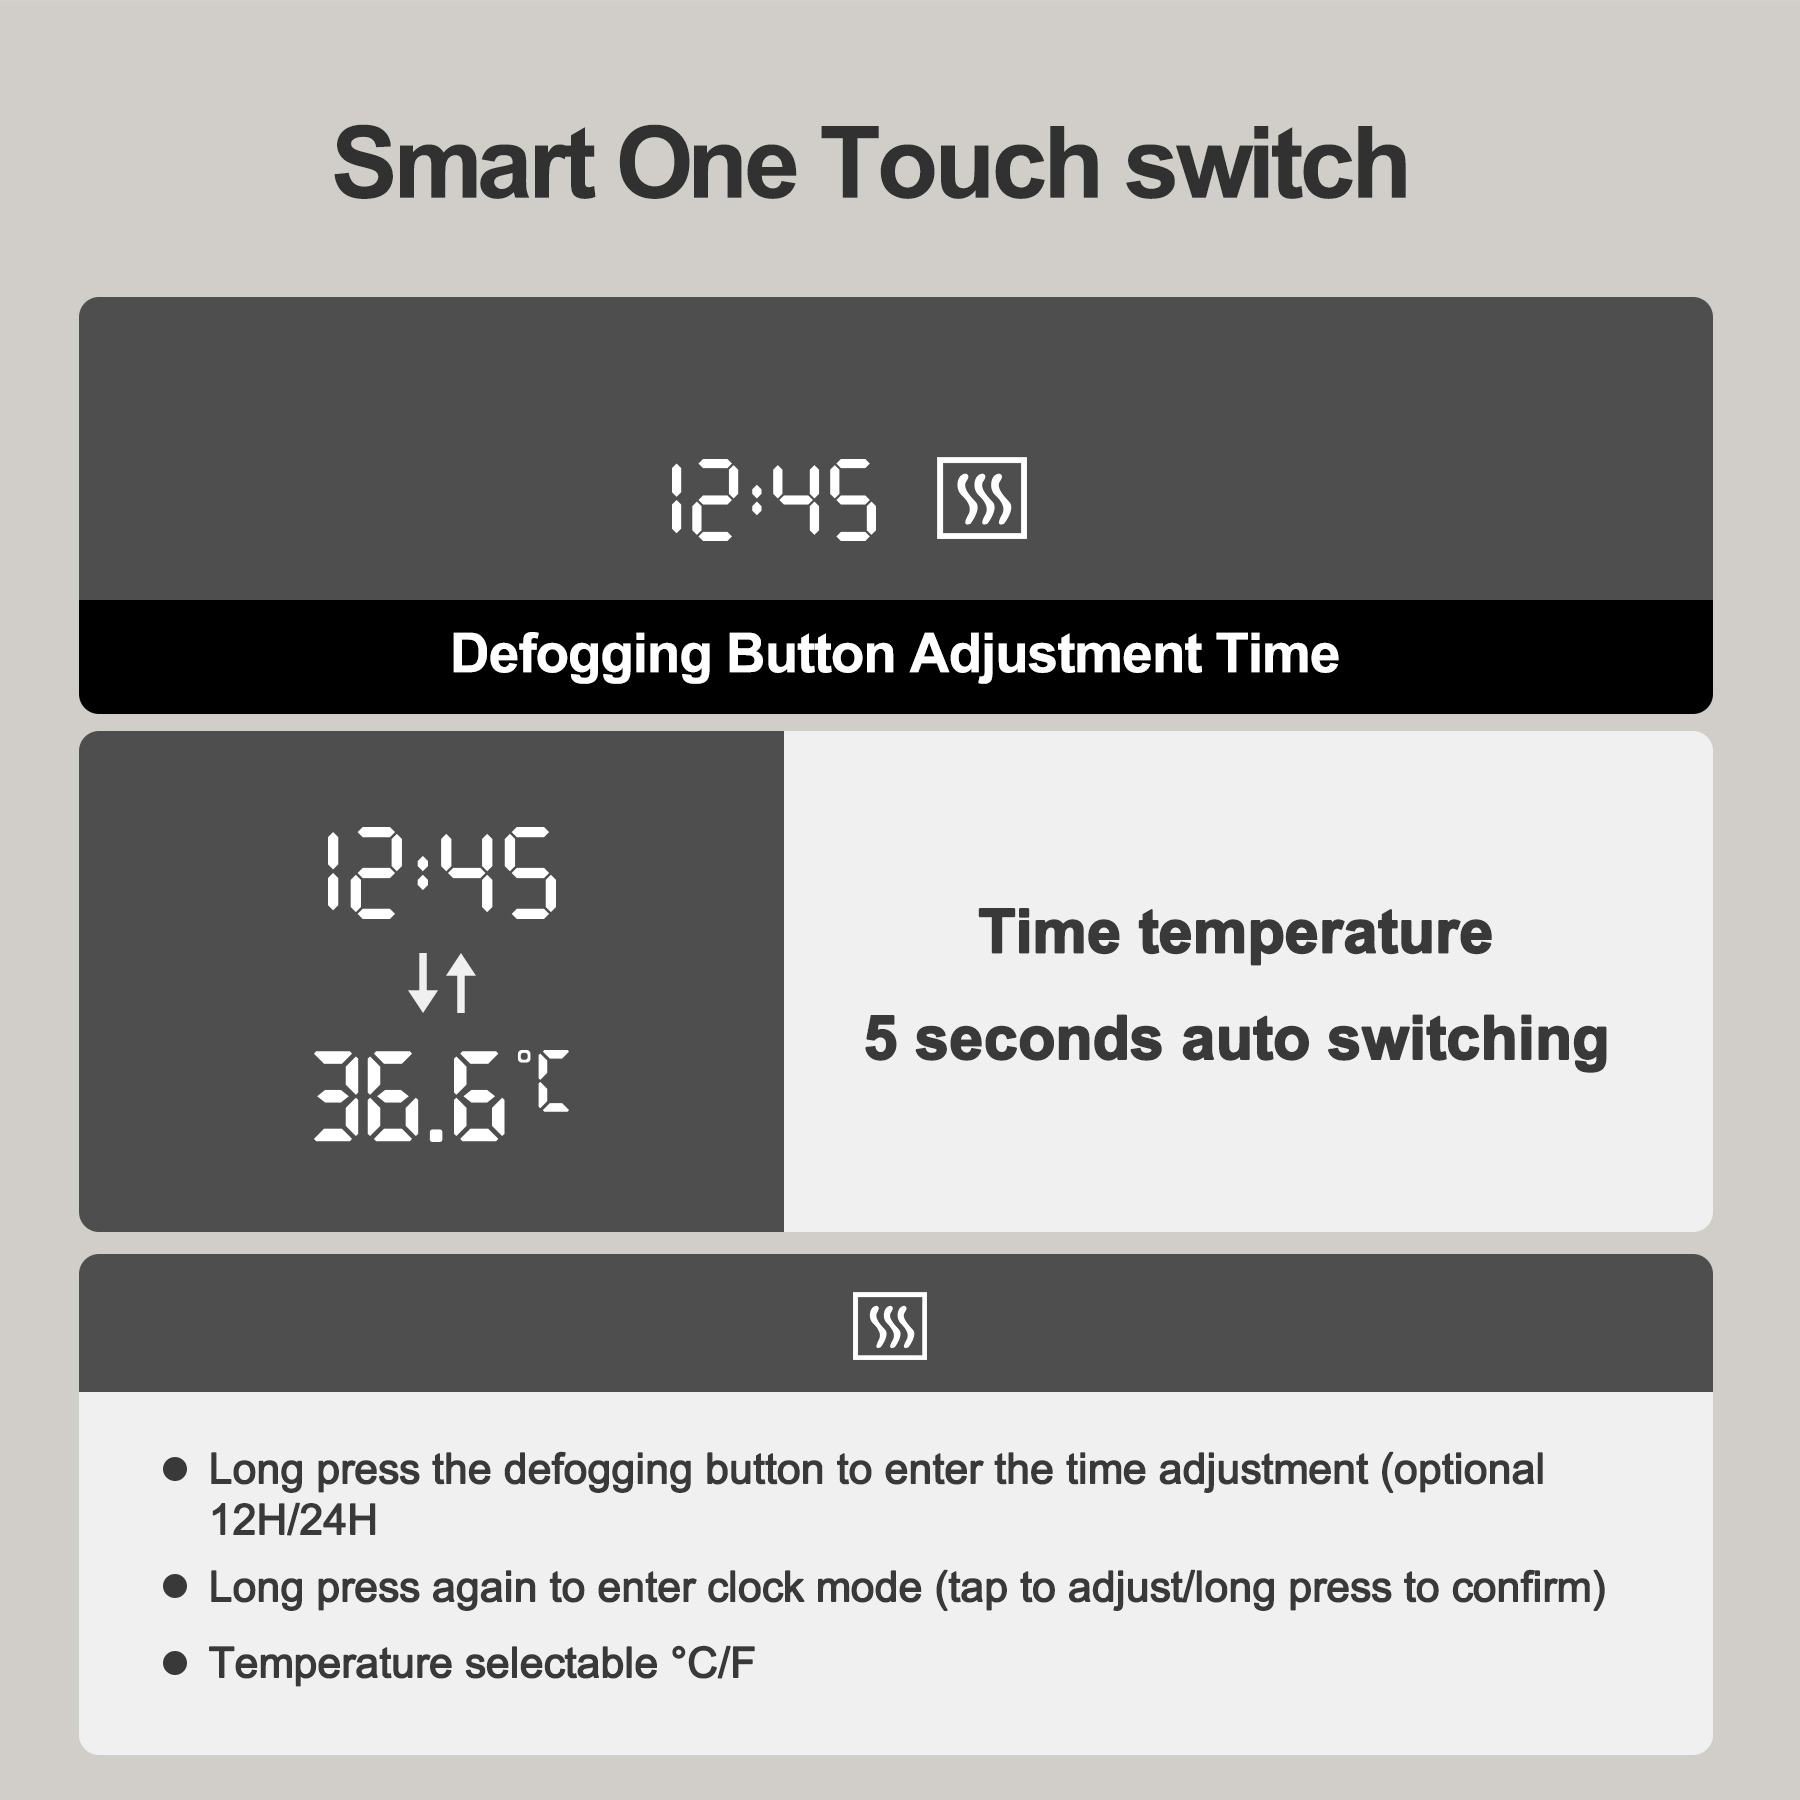 Smart One Touch switch
12:45
Defogging Button Adjustment Time
12:45
36.6°C
Time temperature
5 seconds auto switching
● Long press the defogging button to enter the time adjustment (optional
12H/24H
● Long press again to enter clock mode (tap to adjust/long press to confirm)
● Temperature selectable °C/F